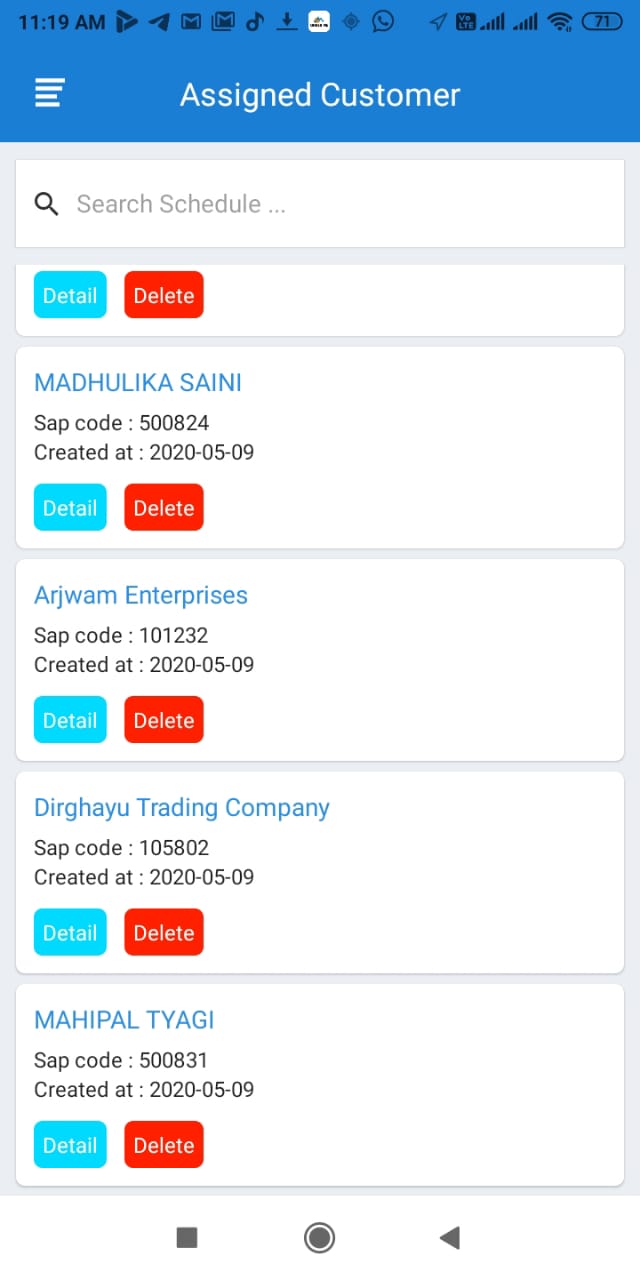 11:19 AM
Vo LTE
71
Assigned Customer
Search Schedule ...
Detail Delete
MADHULIKA SAINI
Sap code : 500824
Created at : 2020-05-09
Detail Delete
Arjwam Enterprises
Sap code : 101232
Created at : 2020-05-09
Detail Delete
Dirghayu Trading Company
Sap code : 105802
Created at : 2020-05-09
Detail Delete
MAHIPAL TYAGI
Sap code : 500831
Created at : 2020-05-09
Detail Delete